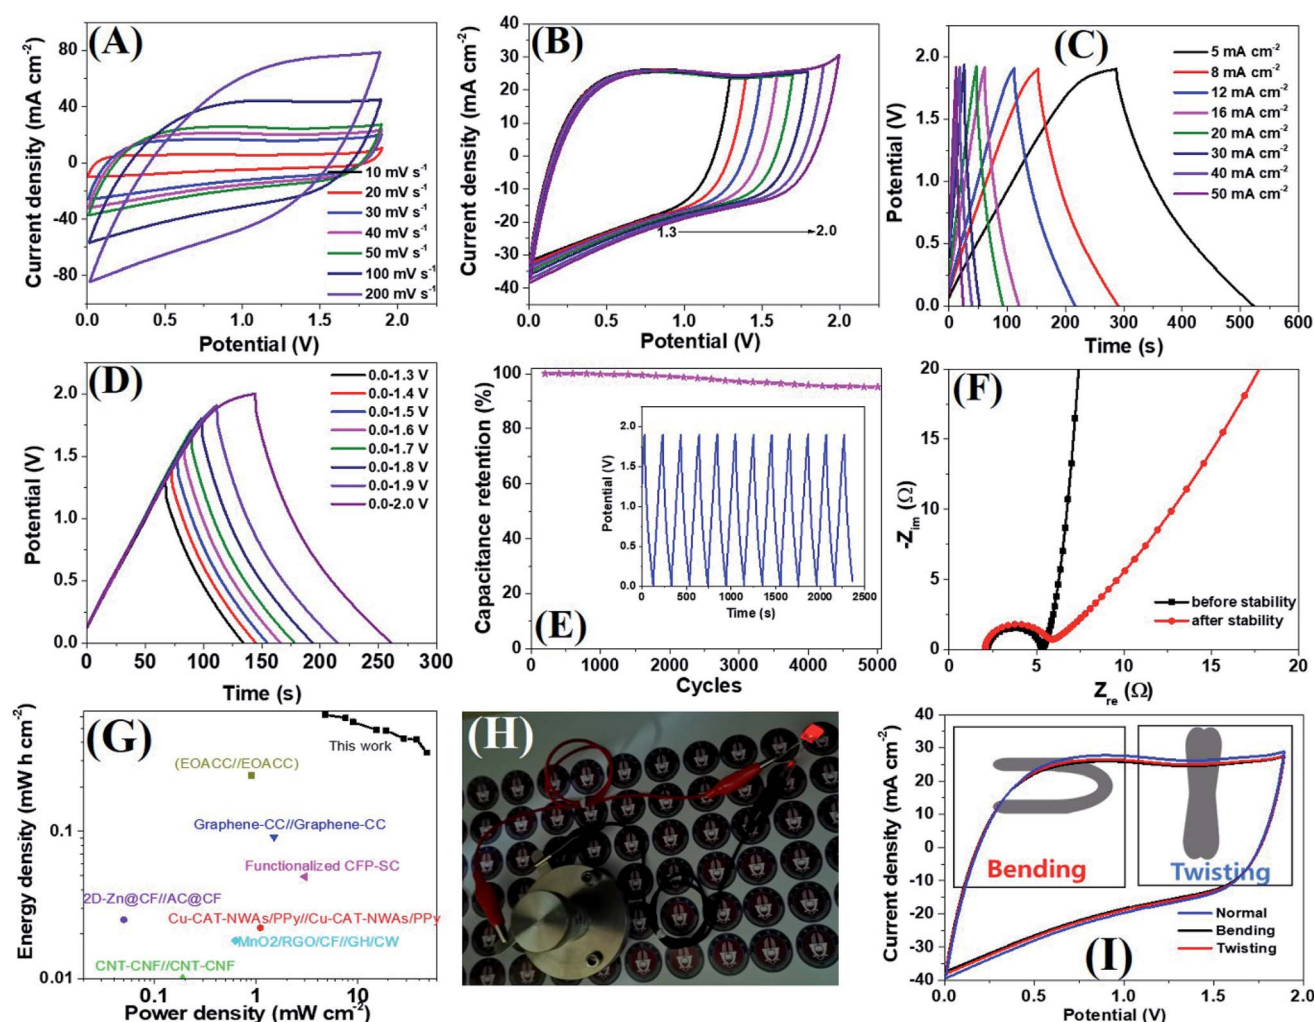 (A)
Current density (mA cm⁻²)
80
40
0
-40
-80
10 mV s⁻¹
20 mV s⁻¹
30 mV s⁻¹
40 mV s⁻¹
50 mV s⁻¹
100 mV s⁻¹
200 mV s⁻¹
0.0 0.5 1.0 1.5 2.0
Potential (V)
(B)
Current density (mA cm⁻²)
40
30
20
10
0
-10
-20
-30
-40
1.3 2.0
0.0 0.5 1.0 1.5 2.0
Potential (V)
(C)
Potential (V)
2.0
1.5
1.0
0.5
0.0
5 mA cm⁻²
8 mA cm⁻²
12 mA cm⁻²
16 mA cm⁻²
20 mA cm⁻²
30 mA cm⁻²
40 mA cm⁻²
50 mA cm⁻²
0 100 200 300 400 500 600
Time (s)
(D)
Potential (V)
2.0
1.5
1.0
0.5
0.0
0.0-1.3 V
0.0-1.4 V
0.0-1.5 V
0.0-1.6 V
0.0-1.7 V
0.0-1.8 V
0.0-1.9 V
0.0-2.0 V
0 50 100 150 200 250 300
Time (s)
Capacitance retention (%)
100
80
60
40
20
0
Potential (V)
2.0
1.5
1.0
0.5
0.0
0 500 1000 1500 2000 2500
Time (s)
(E)
0 1000 2000 3000 4000 5000
Cycles
(F)
-Zim (Ω)
20
15
10
5
0
before stability
after stability
0 5 10 15 20
Zre (Ω)
(G)
Energy density (mW h cm⁻²)
0.1
0.01
This work
(EOACC//EOACC)
Graphene-CC//Graphene-CC
Functionalized CFP-SC
2D-Zn@CF//AC@CF
Cu-CAT-NWAs/PPy//Cu-CAT-NWAs/PPy
MnO2/RGO/CF//GH/CW
CNT-CNF//CNT-CNF
0.1 1 10
Power density (mW cm⁻²)
(H)
Current density (mA cm⁻²)
40
30
20
10
0
-10
-20
-30
-40
Bending
Twisting
Normal
Bending
Twisting
(I)
0.0 0.5 1.0 1.5 2.0
Potential (V)